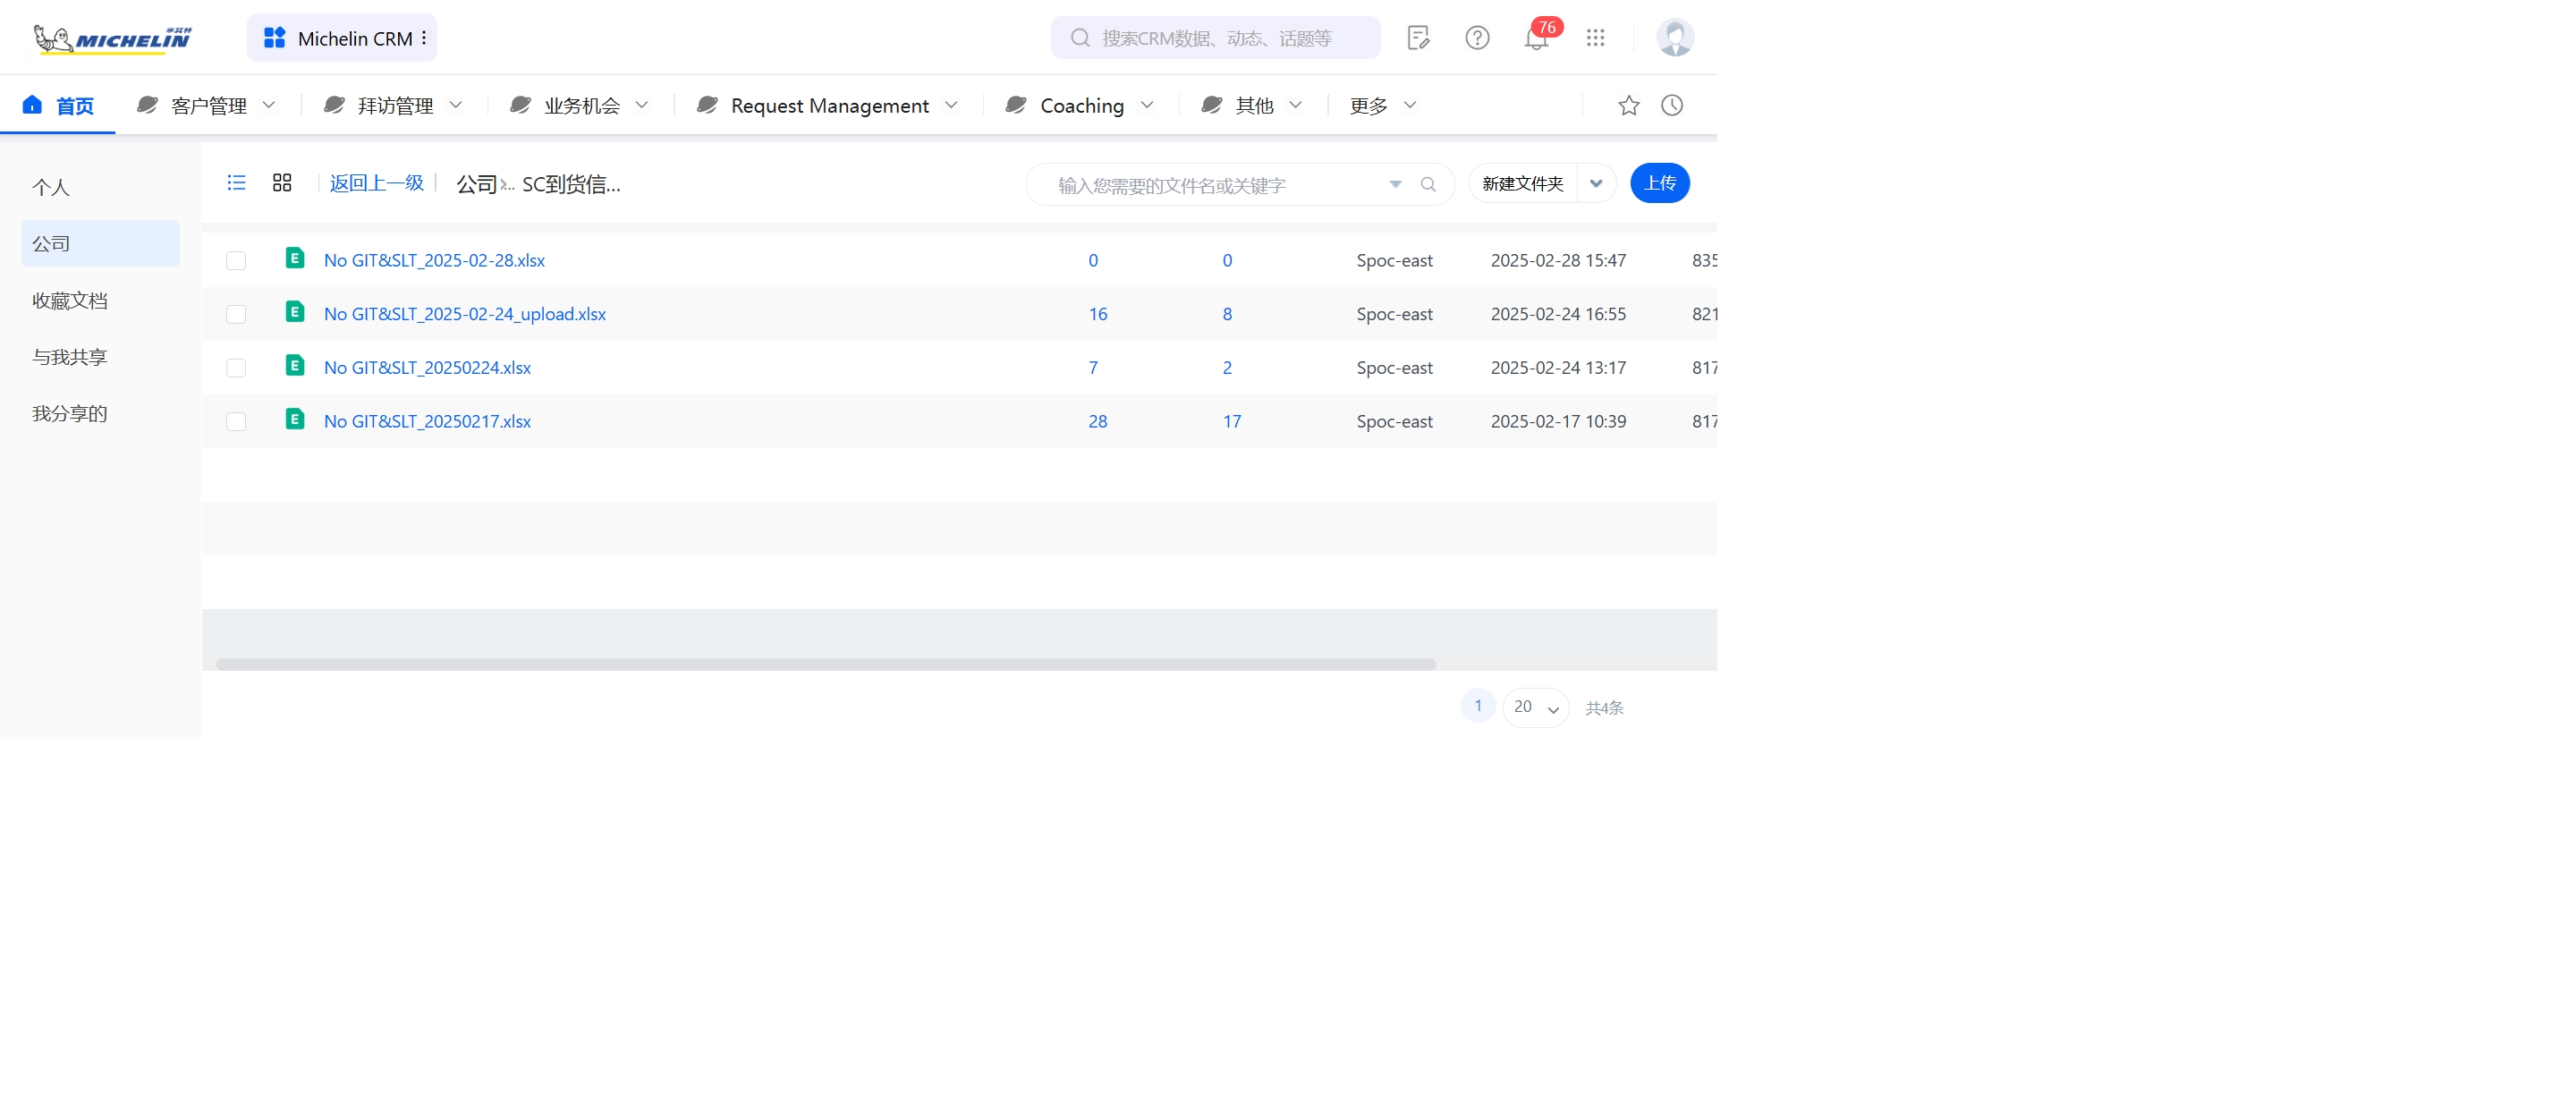 米其林
MICHELIN
Michelin CRM
搜索CRM数据、动态、话题等
76
首页
客户管理
拜访管理
业务机会
Request Management
Coaching
其他
更多
个人
公司
收藏文档
与我共享
我分享的
返回上一级
公司 >... SC到货信...
输入您需要的文件名或关键字
新建文件夹
上传
E No GIT&SLT_2025-02-28.xlsx 0 0 Spoc-east 2025-02-28 15:47 835
E No GIT&SLT_2025-02-24_upload.xlsx 16 8 Spoc-east 2025-02-24 16:55 821
E No GIT&SLT_20250224.xlsx 7 2 Spoc-east 2025-02-24 13:17 817
E No GIT&SLT_20250217.xlsx 28 17 Spoc-east 2025-02-17 10:39 817
1 20 共4条